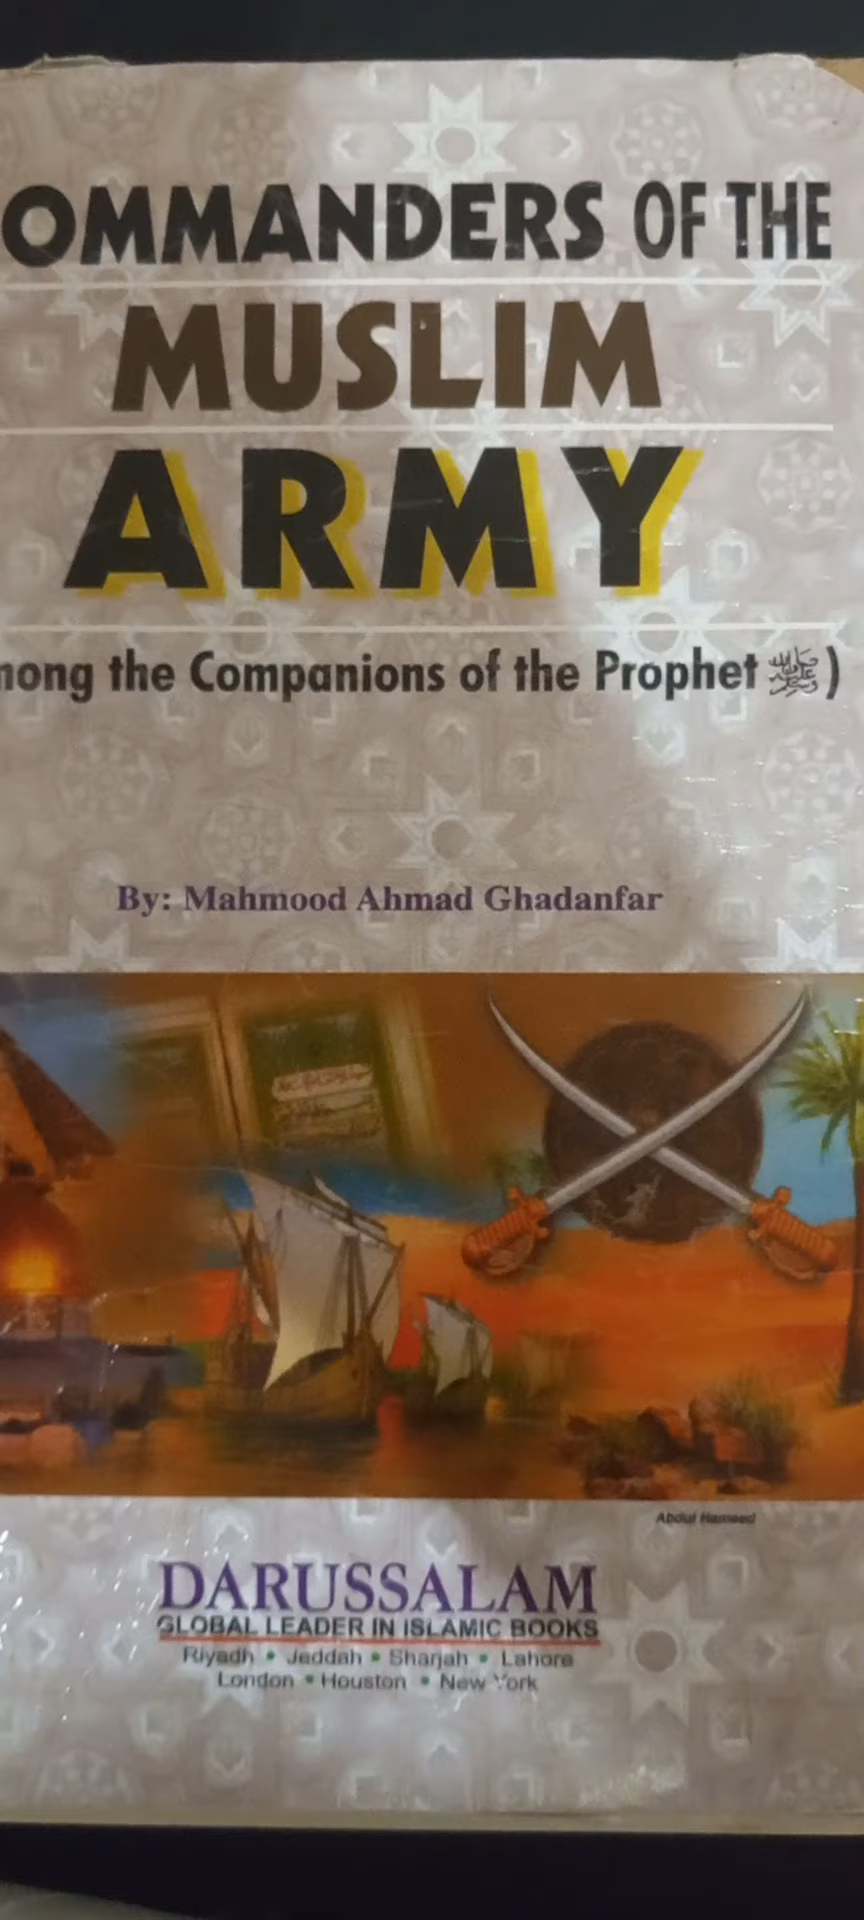 OMMANDERS OF THE
MUSLIM
ARMY
nong the Companions of the Prophet ﷺ)
By: Mahmood Ahmad Ghadanfar
Abdul Hameed
DARUSSALAM
GLOBAL LEADER IN ISLAMIC BOOKS
Riyadh • Jeddah • Sharjah • Lahore
London • Houston • New York